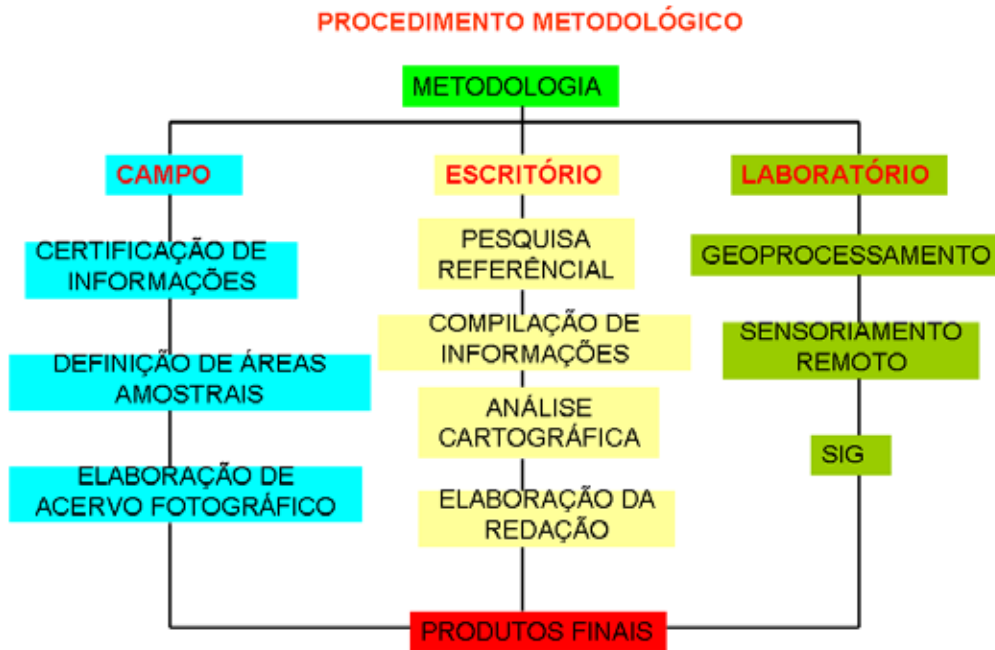 PROCEDIMENTO METODOLÓGICO
METODOLOGIA
CAMPO
CERTIFICAÇÃO DE
INFORMAÇÕES
DEFINIÇÃO DE ÁREAS
AMOSTRAIS
ELABORAÇÃO DE
ACERVO FOTOGRÁFICO
ESCRITÓRIO
PESQUISA
REFERÊNCIAL
COMPILAÇÃO DE
INFORMAÇÕES
ANÁLISE
CARTOGRÁFICA
ELABORAÇÃO DA
REDAÇÃO
LABORATÓRIO
GEOPROCESSAMENTO
SENSORIAMENTO
REMOTO
SIG
PRODUTOS FINAIS